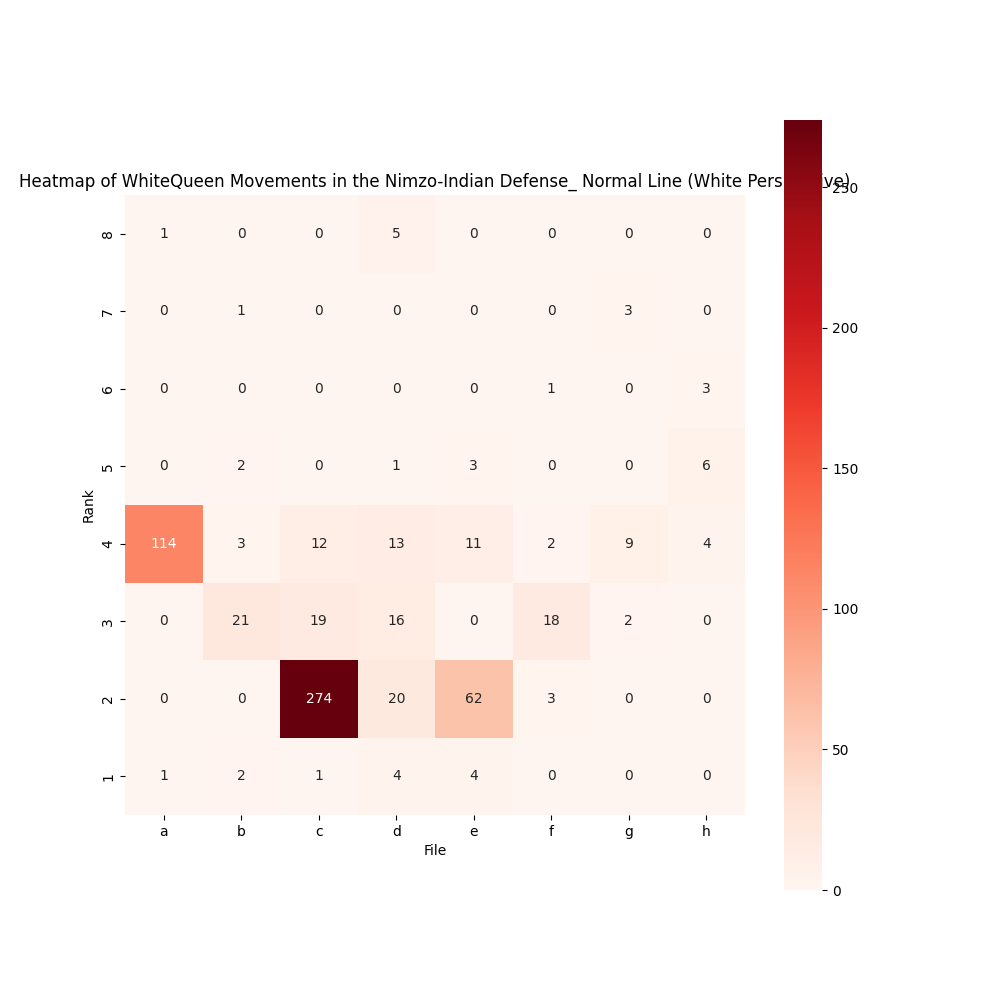 Heatmap of WhiteQueen Movements in the Nimzo-Indian Defense_ Normal Line (White Perspective)
8 1 0 0 5 0 0 0 0
7 0 1 0 0 0 0 3 0
6 0 0 0 0 0 1 0 3
5 0 2 0 1 3 0 0 6
4 114 3 12 13 11 2 9 4
3 0 21 19 16 0 18 2 0
2 0 0 274 20 62 3 0 0
1 1 2 1 4 4 0 0 0
a b c d e f g h
File
Rank
250
200
150
100
50
0